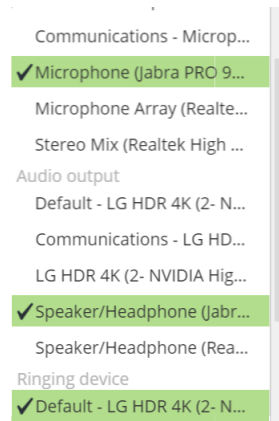 Communications - Microp...
✓Microphone (Jabra PRO 9...
Microphone Array (Realte...
Stereo Mix (Realtek High ...
Audio output
Default - LG HDR 4K (2- N...
Communications - LG HD...
LG HDR 4K (2- NVIDIA Hig...
✓Speaker/Headphone (Jabr...
Speaker/Headphone (Rea...
Ringing device
✓Default - LG HDR 4K (2- N...